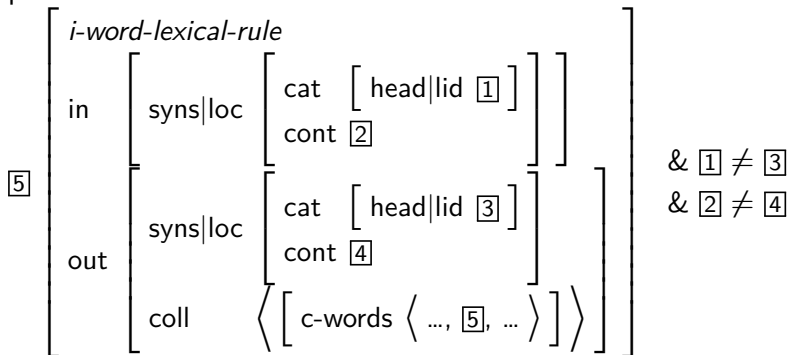 i-word-lexical-rule
in syns|loc cat [ head|lid 1 ]
cont 2
5
& 1 ≠ 3
& 2 ≠ 4
out syns|loc cat [ head|lid 3 ]
cont 4
coll ⟨ [ c-words ⟨ ..., 5, ... ⟩ ] ⟩